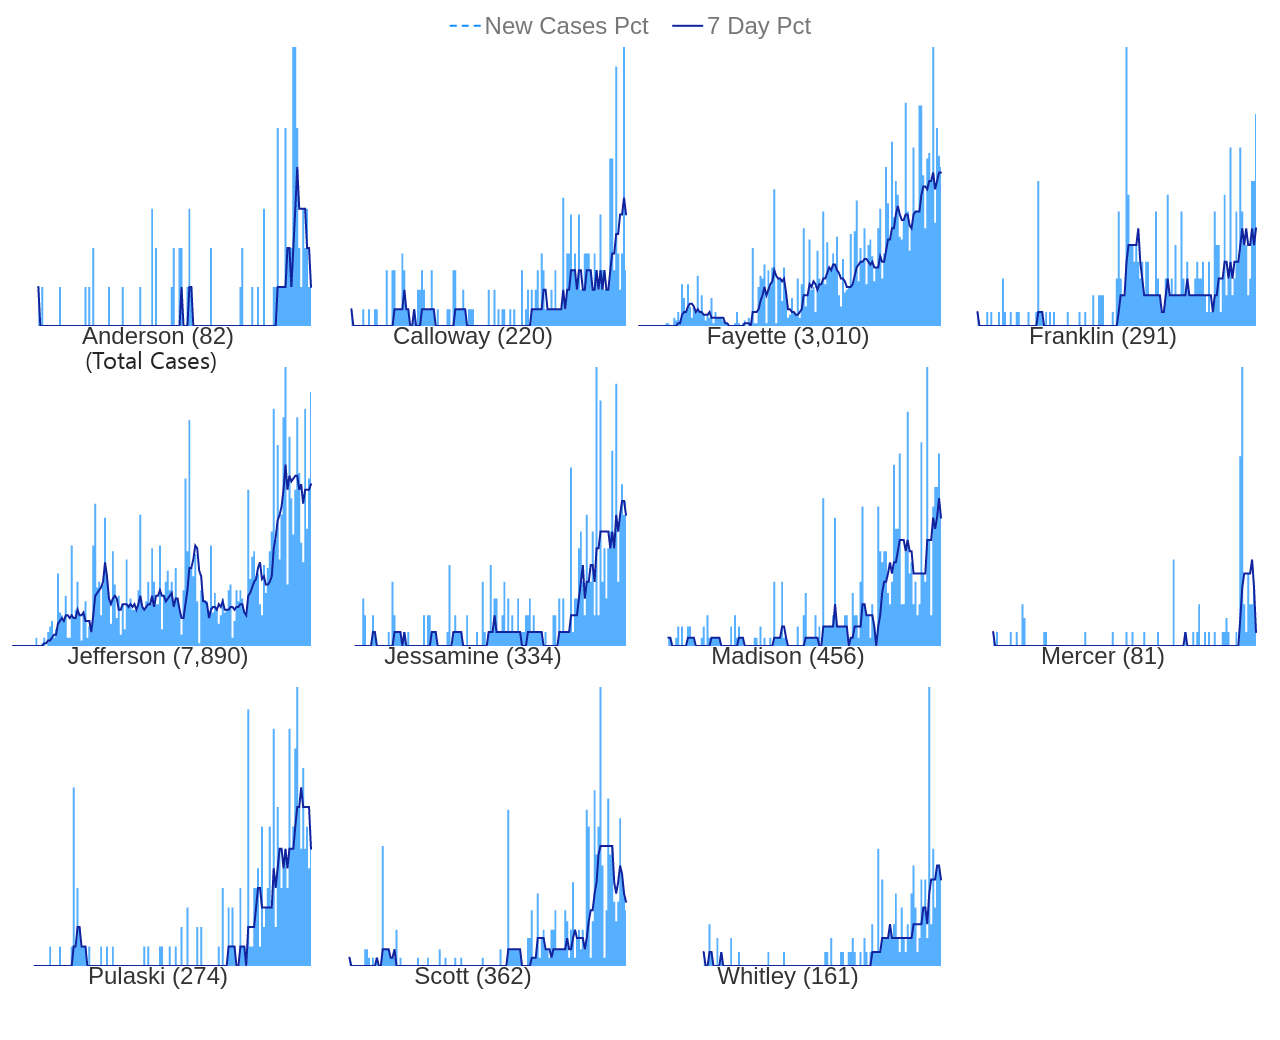 New Cases Pct 7 Day Pct
Anderson (82) Calloway (220) Fayette (3,010) Franklin (291)
(Total Cases)
Jefferson (7,890) Jessamine (334) Madison (456) Mercer (81)
Pulaski (274) Scott (362) Whitley (161)